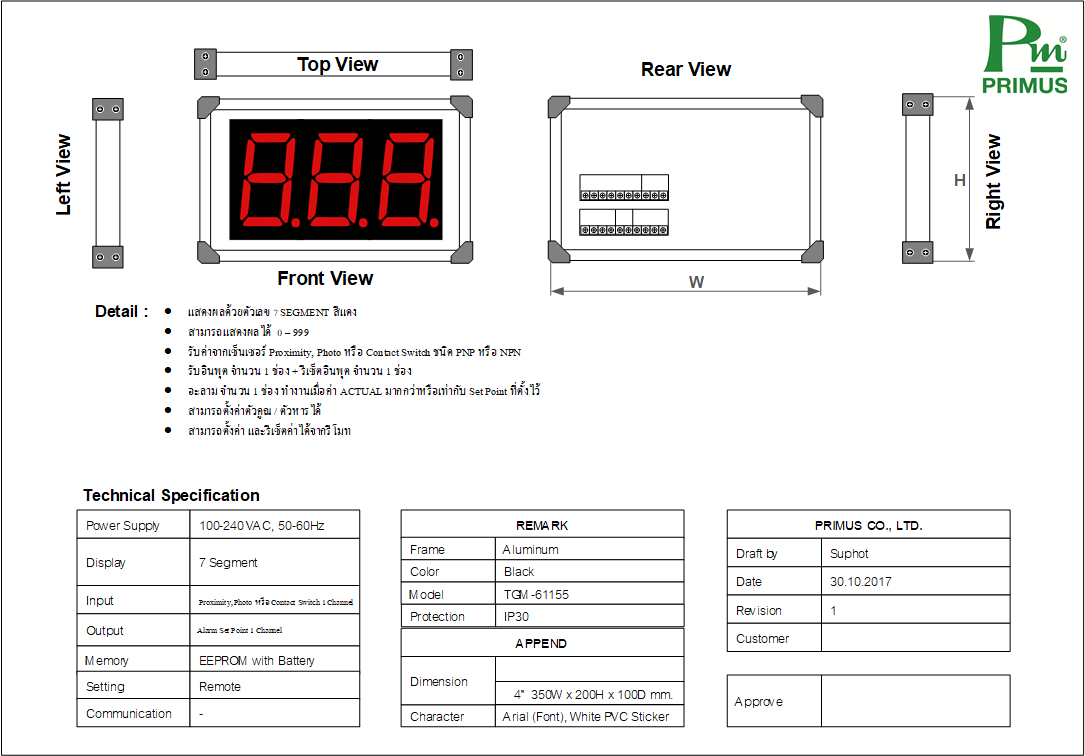 Pm®
PRIMUS
Top View
Rear View
Left View
Right View
H
W
Front View
Detail :
● แสดงผลด้วยตัวเลข 7 SEGMENT สีแดง
● สามารถแสดงผลได้ 0 – 999
● รับค่าจากเซ็นเซอร์ Proximity, Photo หรือ Contact Switch ชนิด PNP หรือ NPN
● รับอินพุต จำนวน 1 ช่อง + รีเซ็ตอินพุต จำนวน 1 ช่อง
● อะลาม จำนวน 1 ช่อง ทำงานเมื่อค่า ACTUAL มากกว่าหรือเท่ากับ Set Point ที่ตั้งไว้
● สามารถตั้งค่าตัวคูณ / ตัวหาร ได้
● สามารถตั้งค่า และรีเซ็ตค่าได้จากรีโมท
Technical Specification
Power Supply 100-240 VAC, 50-60Hz
Display 7 Segment
Input Proximity, Photo หรือ Contact Switch 1 Channel
Output Alarm Set Point 1 Channel
Memory EEPROM with Battery
Setting Remote
Communication -
REMARK
Frame Aluminum
Color Black
Model TGM-61155
Protection IP30
APPEND
Dimension
4" 350W x 200H x 100D mm.
Character Arial (Font), White PVC Sticker
PRIMUS CO., LTD.
Draft by Suphot
Date 30.10.2017
Revision 1
Customer
Approve
8.8.8.